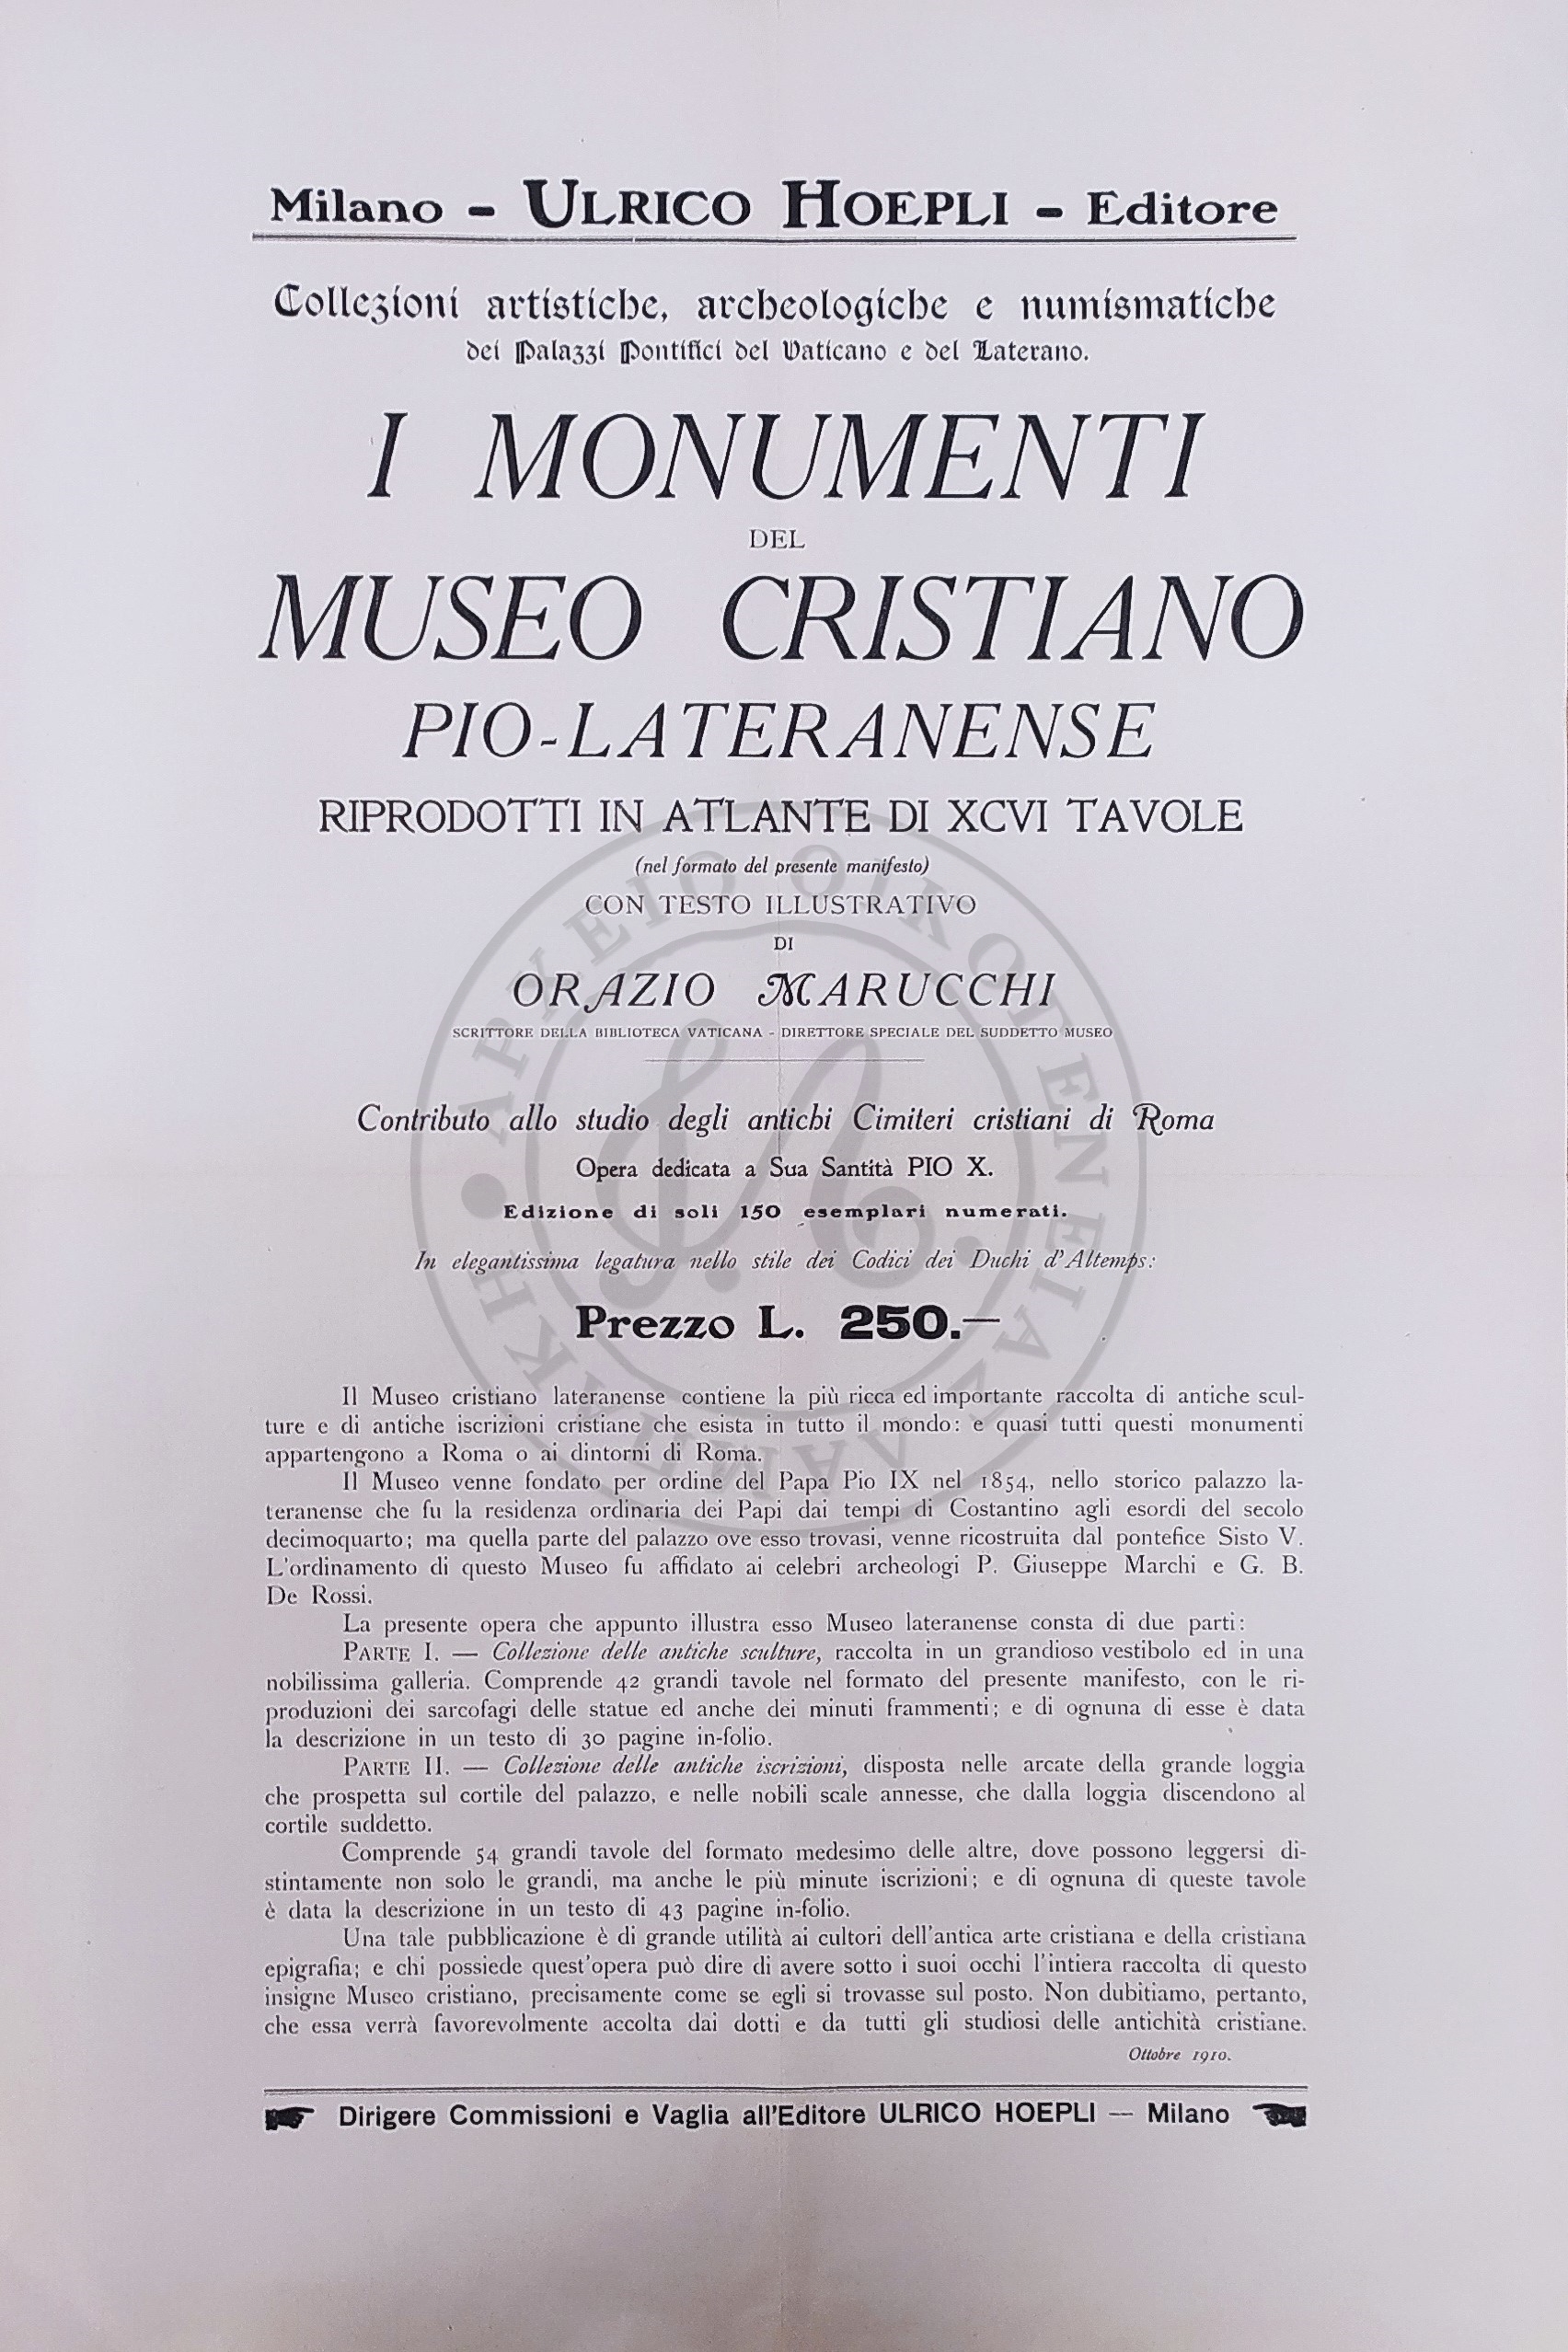 Milano - ULRICO HOEPLI - Editore
Collezioni artistiche, archeologiche e numismatiche
dei Palazzi Pontifici del Vaticano e del Laterano.
I MONUMENTI
DEL
MUSEO CRISTIANO
PIO-LATERANENSE
RIPRODOTTI IN ATLANTE DI XCVI TAVOLE
(nel formato del presente manifesto)
CON TESTO ILLUSTRATIVO
DI
ORAZIO MARUCCHI
SCRITTORE DELLA BIBLIOTECA VATICANA - DIRETTORE SPECIALE DEL SUDDETTO MUSEO
Contributo allo studio degli antichi Cimiteri cristiani di Roma
Opera dedicata a Sua Santità PIO X.
Edizione di soli 150 esemplari numerati.
In elegantissima legatura nello stile dei Codici dei Duchi d'Altemps:
Prezzo L. 250.—
Il Museo cristiano lateranense contiene la più ricca ed importante raccolta di antiche scul-
ture e di antiche iscrizioni cristiane che esista in tutto il mondo: e quasi tutti questi monumenti
appartengono a Roma o ai dintorni di Roma.
Il Museo venne fondato per ordine del Papa Pio IX nel 1854, nello storico palazzo la-
teranense che fu la residenza ordinaria dei Papi dai tempi di Costantino agli esordi del secolo
decimoquarto; ma quella parte del palazzo ove esso trovasi, venne ricostruita dal pontefice Sisto V.
L'ordinamento di questo Museo fu affidato ai celebri archeologi P. Giuseppe Marchi e G. B.
De Rossi.
La presente opera che appunto illustra esso Museo lateranense consta di due parti:
PARTE I. — Collezione delle antiche sculture, raccolta in un grandioso vestibolo ed in una
nobilissima galleria. Comprende 42 grandi tavole nel formato del presente manifesto, con le ri-
produzioni dei sarcofagi delle statue ed anche dei minuti frammenti; e di ognuna di esse è data
la descrizione in un testo di 30 pagine in-folio.
PARTE II. — Collezione delle antiche iscrizioni, disposta nelle arcate della grande loggia
che prospetta sul cortile del palazzo, e nelle nobili scale annesse, che dalla loggia discendono al
cortile suddetto.
Comprende 54 grandi tavole del formato medesimo delle altre, dove possono leggersi di-
stintamente non solo le grandi, ma anche le più minute iscrizioni; e di ognuna di queste tavole
è data la descrizione in un testo di 43 pagine in-folio.
Una tale pubblicazione è di grande utilità ai cultori dell'antica arte cristiana e della cristiana
epigrafia; e chi possiede quest'opera può dire di avere sotto i suoi occhi l'intiera raccolta di questo
insigne Museo cristiano, precisamente come se egli si trovasse sul posto. Non dubitiamo, pertanto,
che essa verrà favorevolmente accolta dai dotti e da tutti gli studiosi delle antichità cristiane.
Ottobre 1910.
Dirigere Commissioni e Vaglia all'Editore ULRICO HOEPLI — Milano
ΑΡΧΕΙΟ ΟΙΚΟΓΕΝΕΙΑΣ ΛΑΜΠΑΚΗ